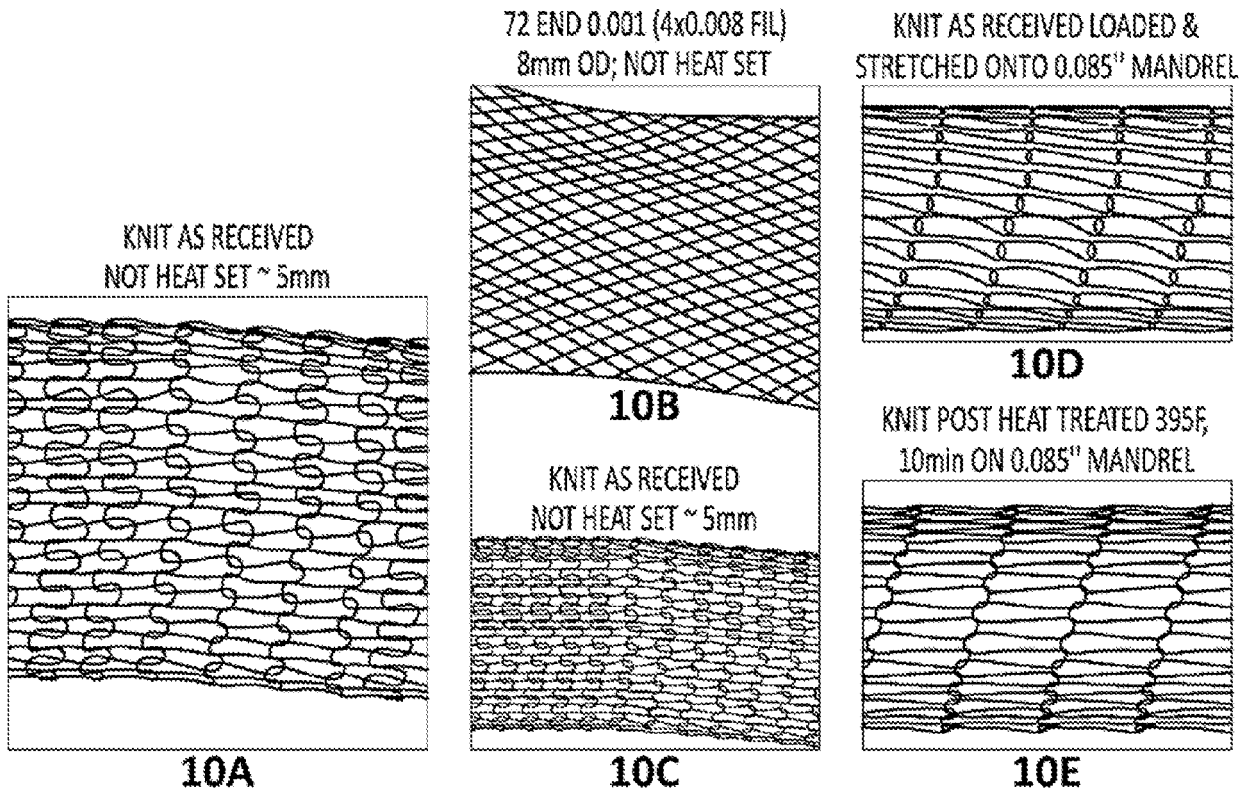 KNIT AS RECEIVED
NOT HEAT SET ~ 5mm
10A
72 END 0.001 (4x0.008 FIL)
8mm OD; NOT HEAT SET
10B
KNIT AS RECEIVED
NOT HEAT SET ~ 5mm
10C
KNIT AS RECEIVED LOADED &
STRETCHED ONTO 0.085" MANDREL
10D
KNIT POST HEAT TREATED 395F,
10min ON 0.085" MANDREL
10E